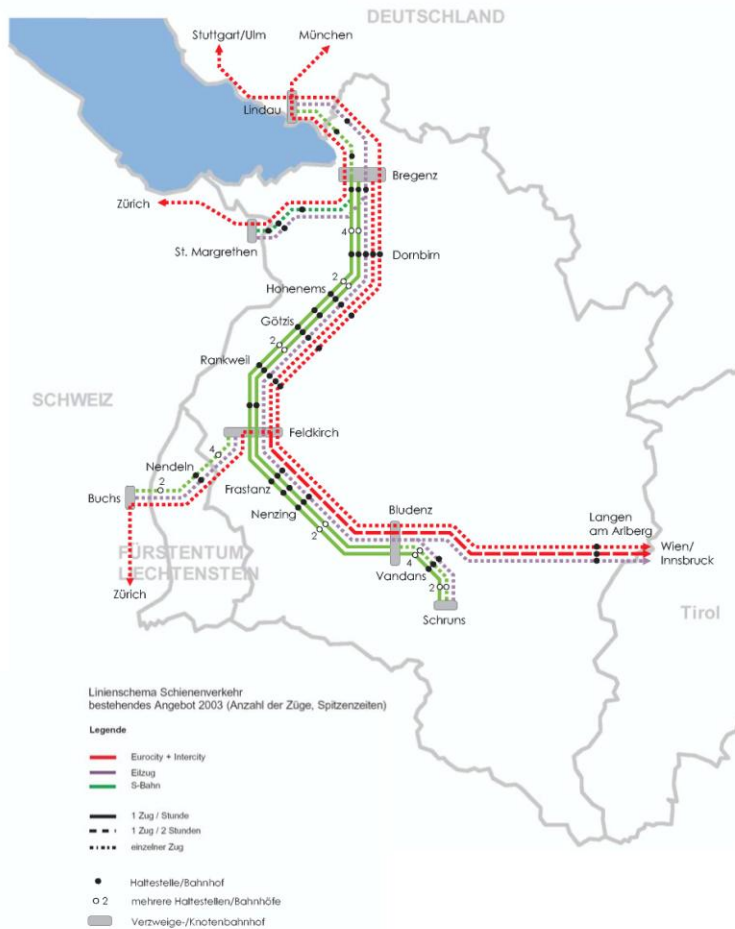 DEUTSCHLAND
Stuttgart/Ulm
München
Lindau
Bregenz
Zürich
St. Margrethen
4
Dornbirn
2
Hohenems
Götzis
2
Rankweil
SCHWEIZ
Feldkirch
4
Nendeln
2
Buchs
Frastanz
Nenzing
2
Bludenz
Langen
am Arlberg
Wien/
Innsbruck
FÜRSTENTUM
LIECHTENSTEIN
4
Vandans
2
Zürich
Schruns
Tirol
Linienschema Schienenverkehr
bestehendes Angebot 2003 (Anzahl der Züge, Spitzenzeiten)
Legende
Eurocity + Intercity
Eilzug
S-Bahn
1 Zug / Stunde
1 Zug / 2 Stunden
einzelner Zug
Haltestelle/Bahnhof
2 mehrere Haltestellen/Bahnhöfe
Verzweige-/Knotenbahnhof